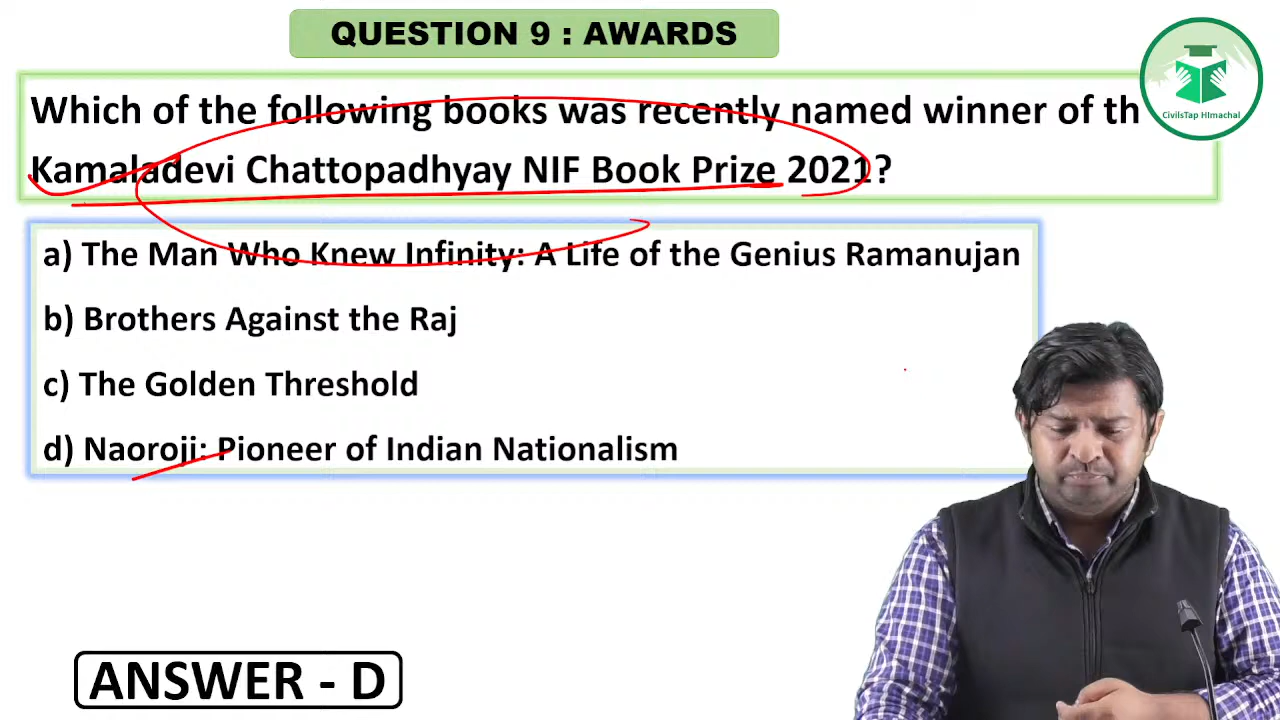 QUESTION 9 : AWARDS
CivilsTap HImachal
Which of the following books was recently named winner of th
Kamaladevi Chattopadhyay NIF Book Prize 2021?
a) The Man Who Knew Infinity: A Life of the Genius Ramanujan
b) Brothers Against the Raj
c) The Golden Threshold
d) Naoroji: Pioneer of Indian Nationalism
ANSWER - D